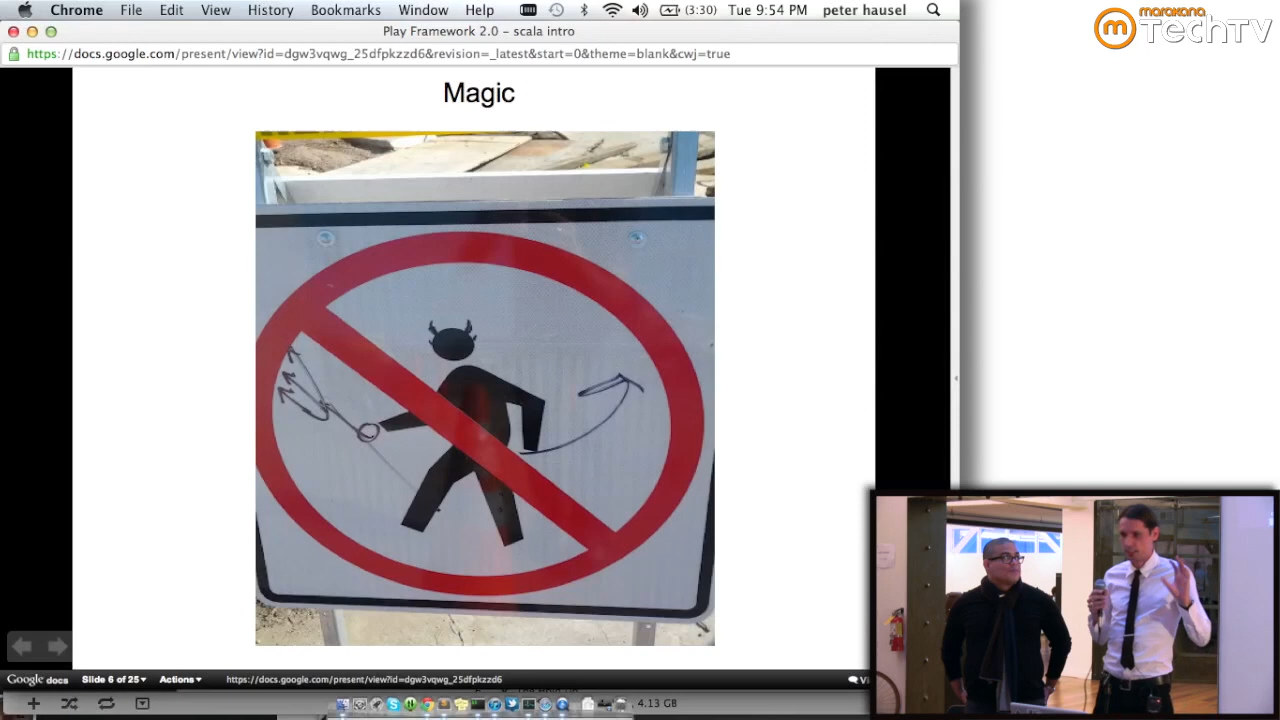 Chrome File Edit View History Bookmarks Window Help (3:30) Tue 9:54 PM peter hausel
marakana
TechTV
Play Framework 2.0 – scala intro
https://docs.google.com/present/view?id=dgw3vqwg_25dfpkzzd6&revision=_latest&start=0&theme=blank&cwj=true
Magic
Google docs Slide 6 of 25 Actions https://docs.google.com/present/view?id=dgw3vqwg_25dfpkzzd6
4.13 GB